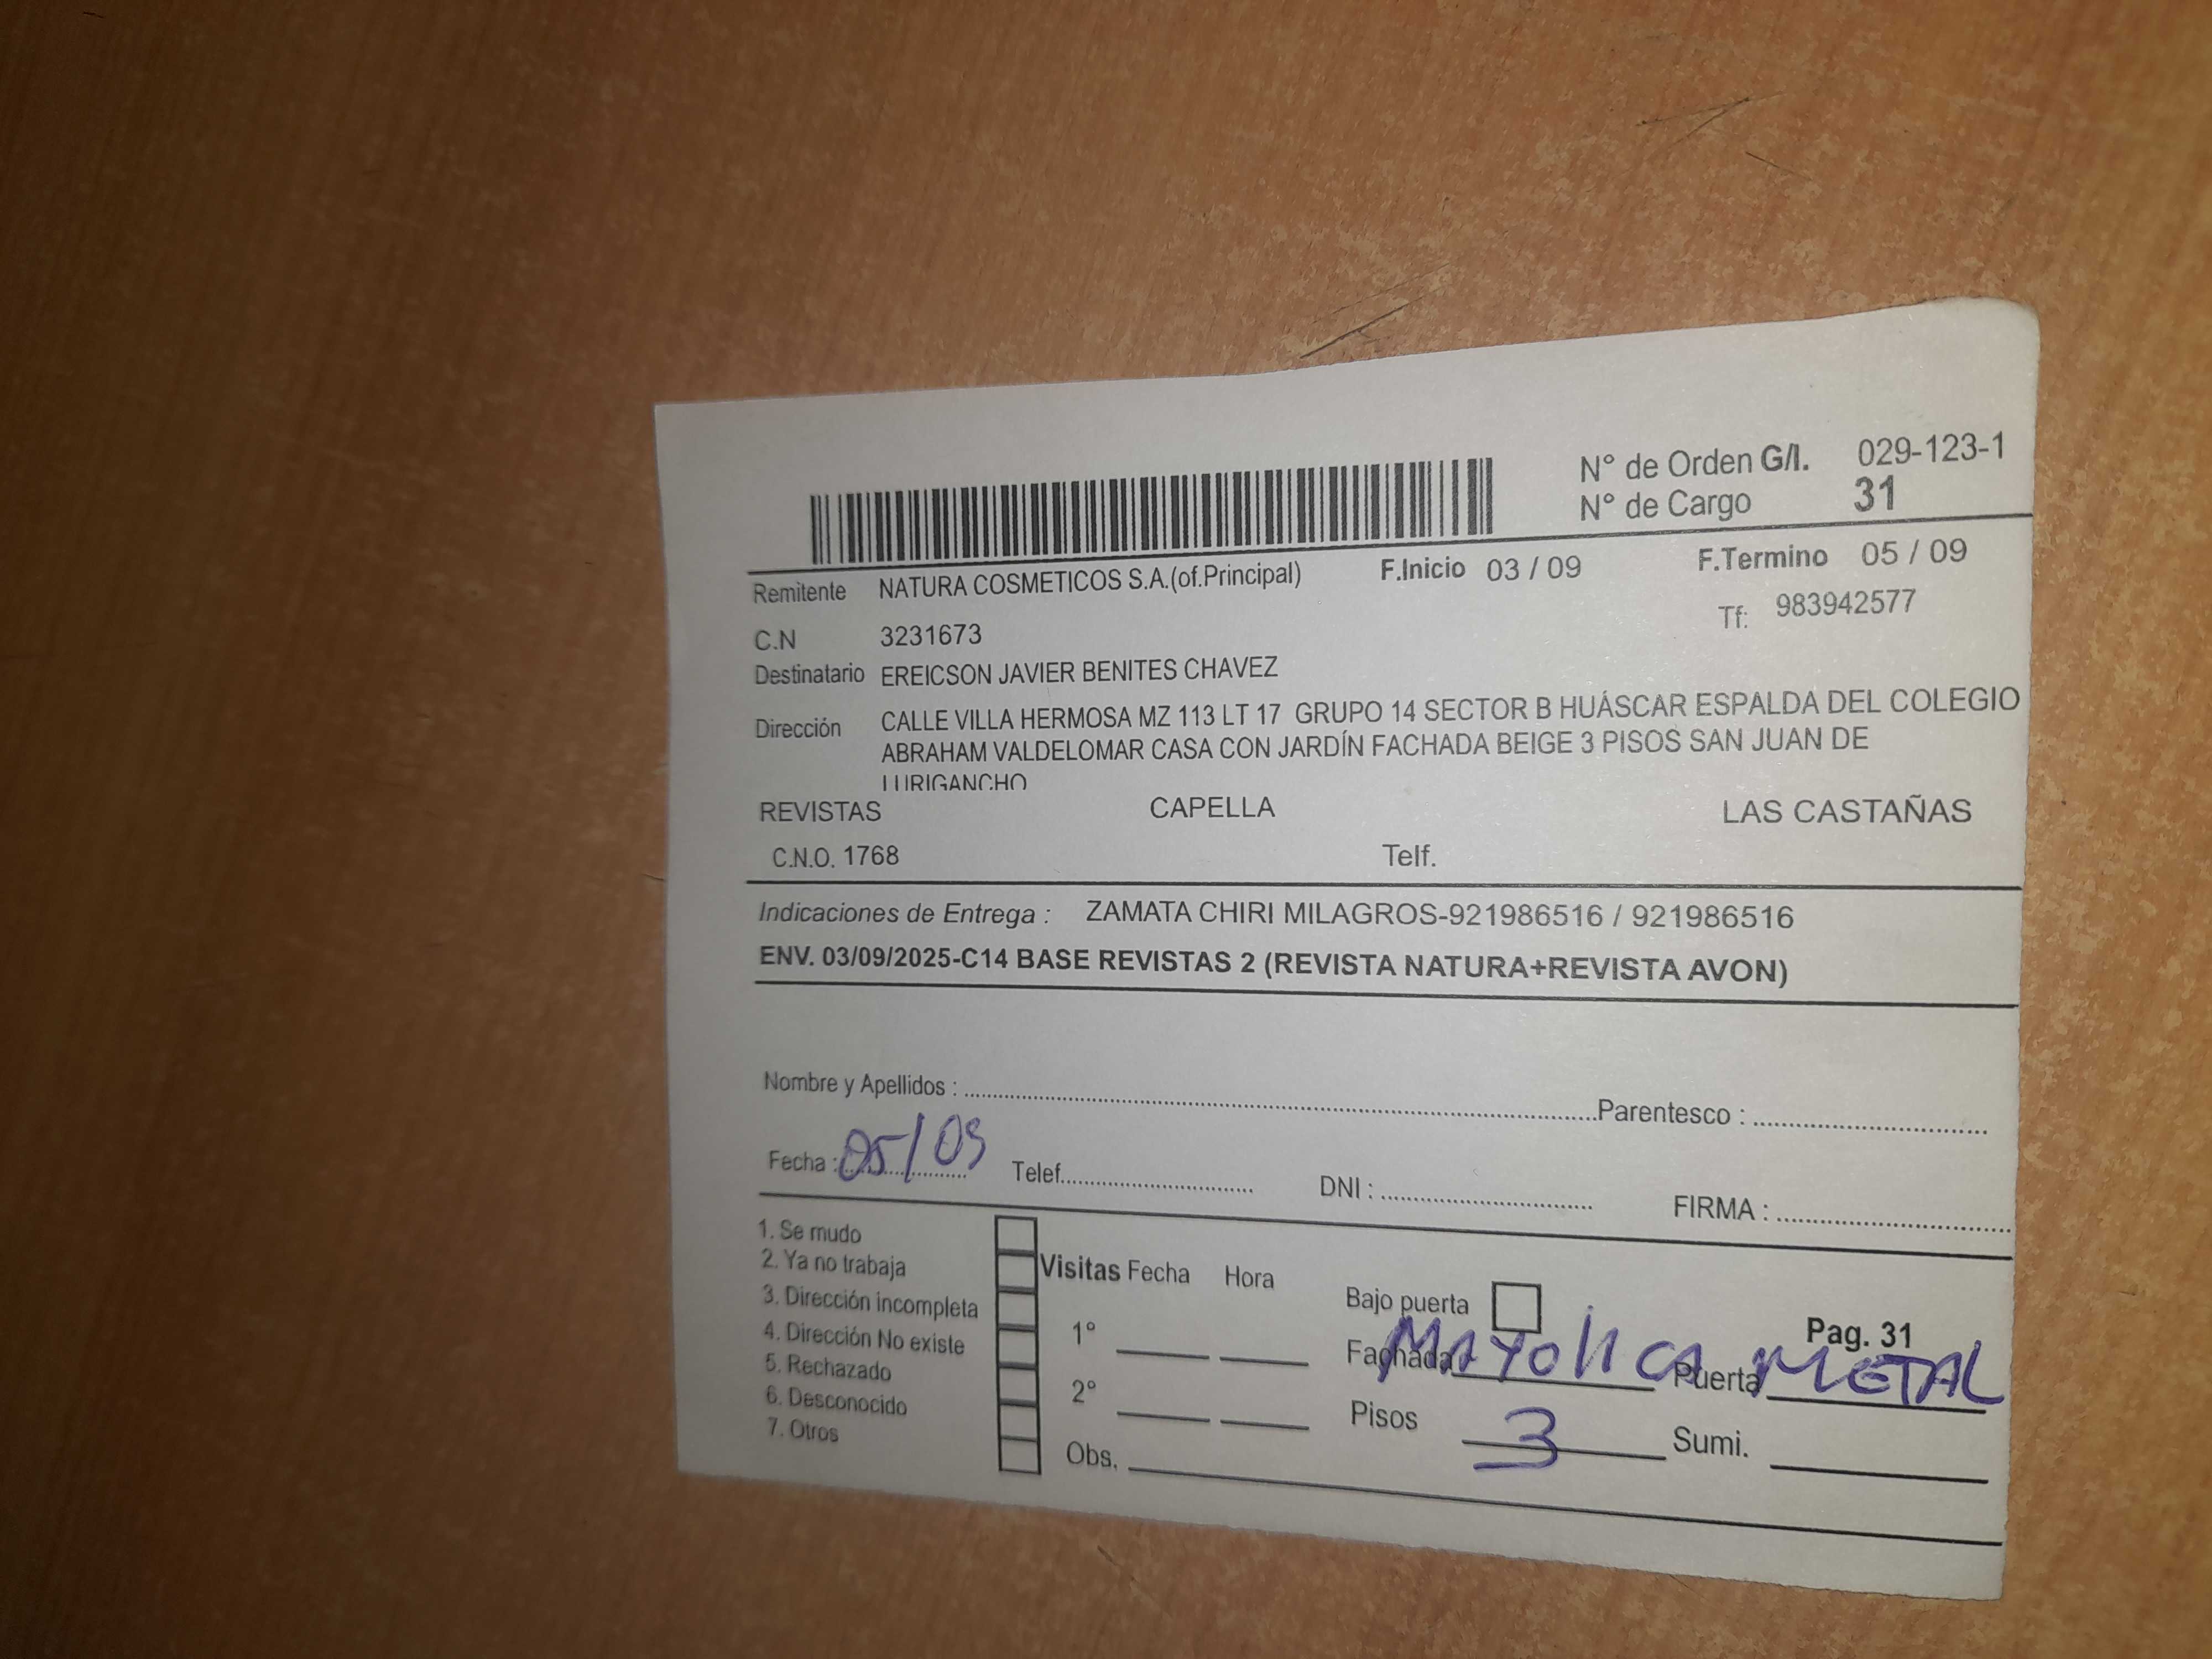 N° de Orden G/I. 029-123-1
N° de Cargo 31
Remitente NATURA COSMETICOS S.A.(of.Principal) F.Inicio 03 / 09 F.Termino 05 / 09
C.N 3231673 Tf: 983942577
Destinatario EREICSON JAVIER BENITES CHAVEZ
Dirección CALLE VILLA HERMOSA MZ 113 LT 17 GRUPO 14 SECTOR B HUÁSCAR ESPALDA DEL COLEGIO
ABRAHAM VALDELOMAR CASA CON JARDÍN FACHADA BEIGE 3 PISOS SAN JUAN DE
LURIGANCHO
REVISTAS CAPELLA LAS CASTAÑAS
C.N.O. 1768 Telf.
Indicaciones de Entrega : ZAMATA CHIRI MILAGROS-921986516 / 921986516
ENV. 03/09/2025-C14 BASE REVISTAS 2 (REVISTA NATURA+REVISTA AVON)
Nombre y Apellidos : Parentesco :
Fecha : 05/09 Telef. DNI : FIRMA :
1. Se mudo
2. Ya no trabaja
3. Dirección incompleta
4. Dirección No existe
5. Rechazado
6. Desconocido
7. Otros
Visitas Fecha Hora
1°
2°
Obs.
Bajo puerta
Pag. 31
Fachada MAYOliCA Puerta METAL
Pisos 3 Sumi.